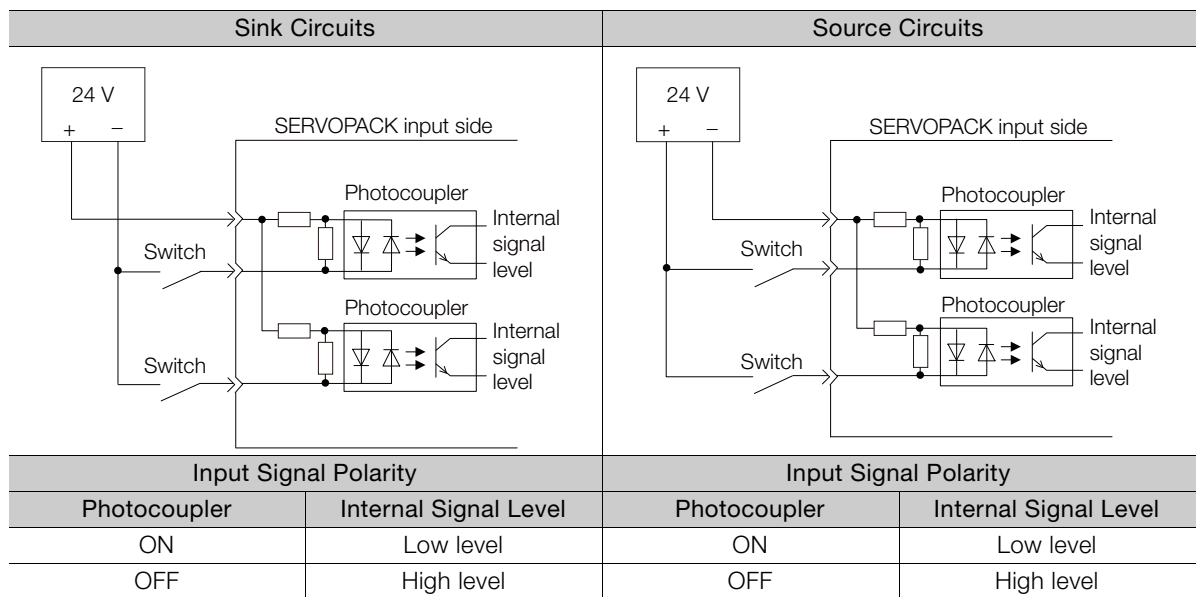 Sink Circuits
Source Circuits
24 V
+ −
SERVOPACK input side
Photocoupler
Internal
signal
level
Switch
Photocoupler
Internal
signal
level
Switch
24 V
+ −
SERVOPACK input side
Photocoupler
Internal
signal
level
Switch
Photocoupler
Internal
signal
level
Switch
Input Signal Polarity
Input Signal Polarity
Photocoupler
Internal Signal Level
Photocoupler
Internal Signal Level
ON
Low level
ON
Low level
OFF
High level
OFF
High level